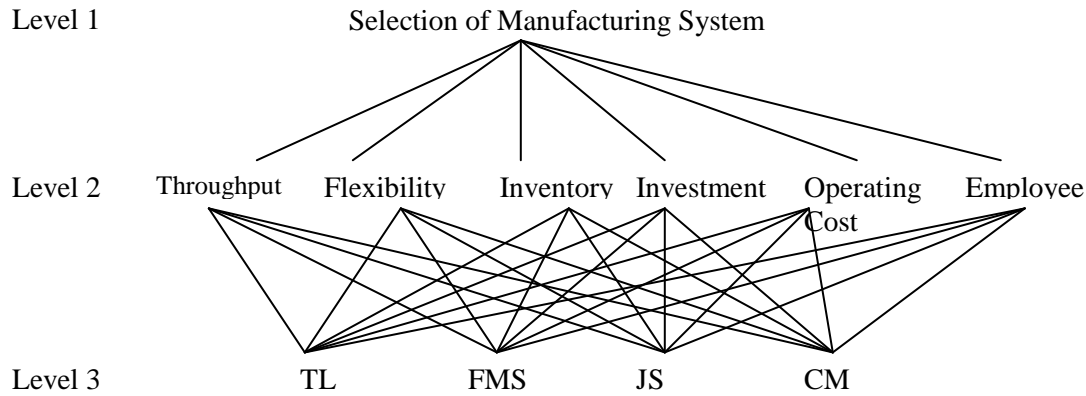 Level 1 Selection of Manufacturing System
Level 2 Throughput Flexibility Inventory Investment Operating Cost Employee
Level 3 TL FMS JS CM